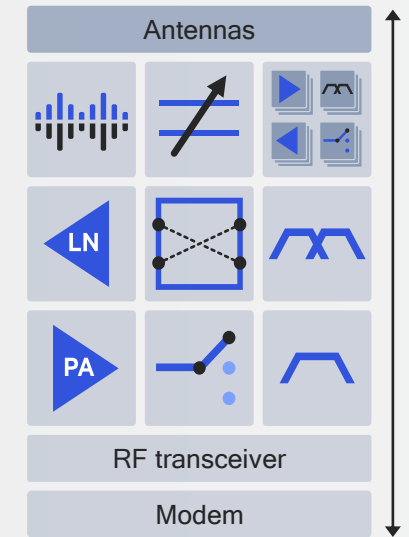 Antennas
LN
PA
RF transceiver
Modem